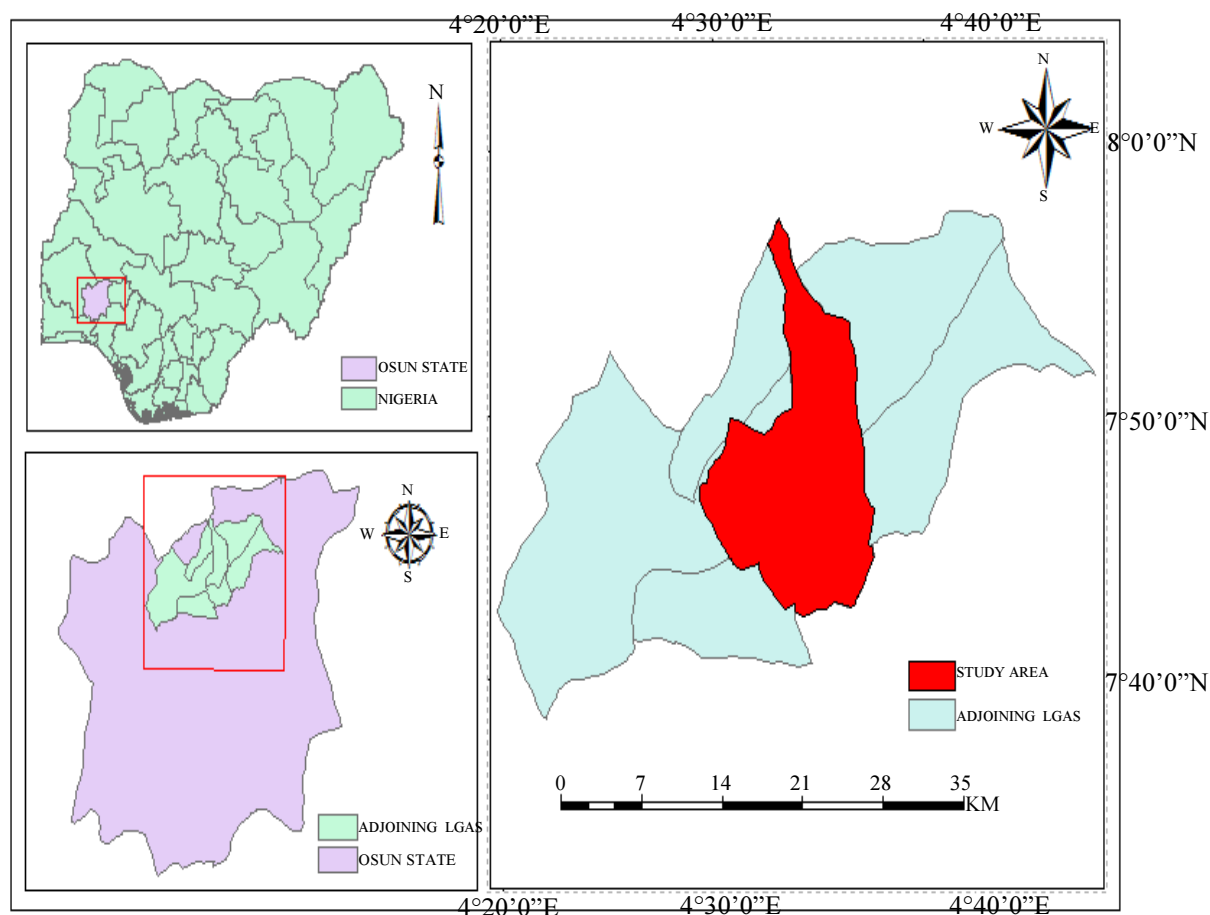 4°20’0”E 4°30’0”E 4°40’0”E
N
OSUN STATE
NIGERIA
N
W E
S
ADJOINING LGAS
OSUN STATE
N
W E
S
8°0’0”N
7°50’0”N
7°40’0”N
STUDY AREA
ADJOINING LGAS
0 7 14 21 28 35
KM
4°20’0”E 4°30’0”E 4°40’0”E